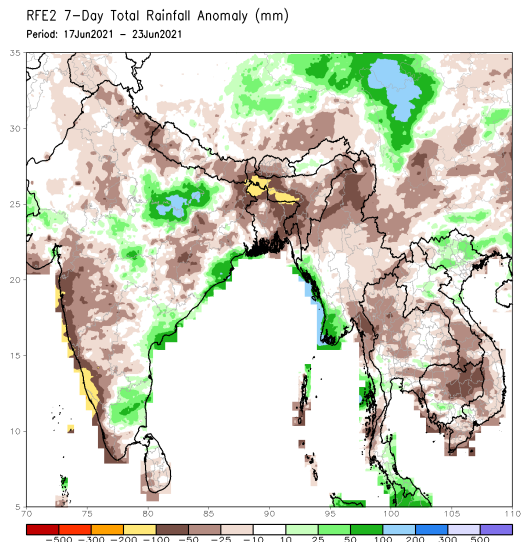 RFE2 7-Day Total Rainfall Anomaly (mm)
Period: 17Jun2021 - 23Jun2021
35
30
25
20
15
10
5
70 75 80 85 90 95 100 105 110
-500 -300 -200 -100 -50 -25 -10 10 25 50 100 200 300 500